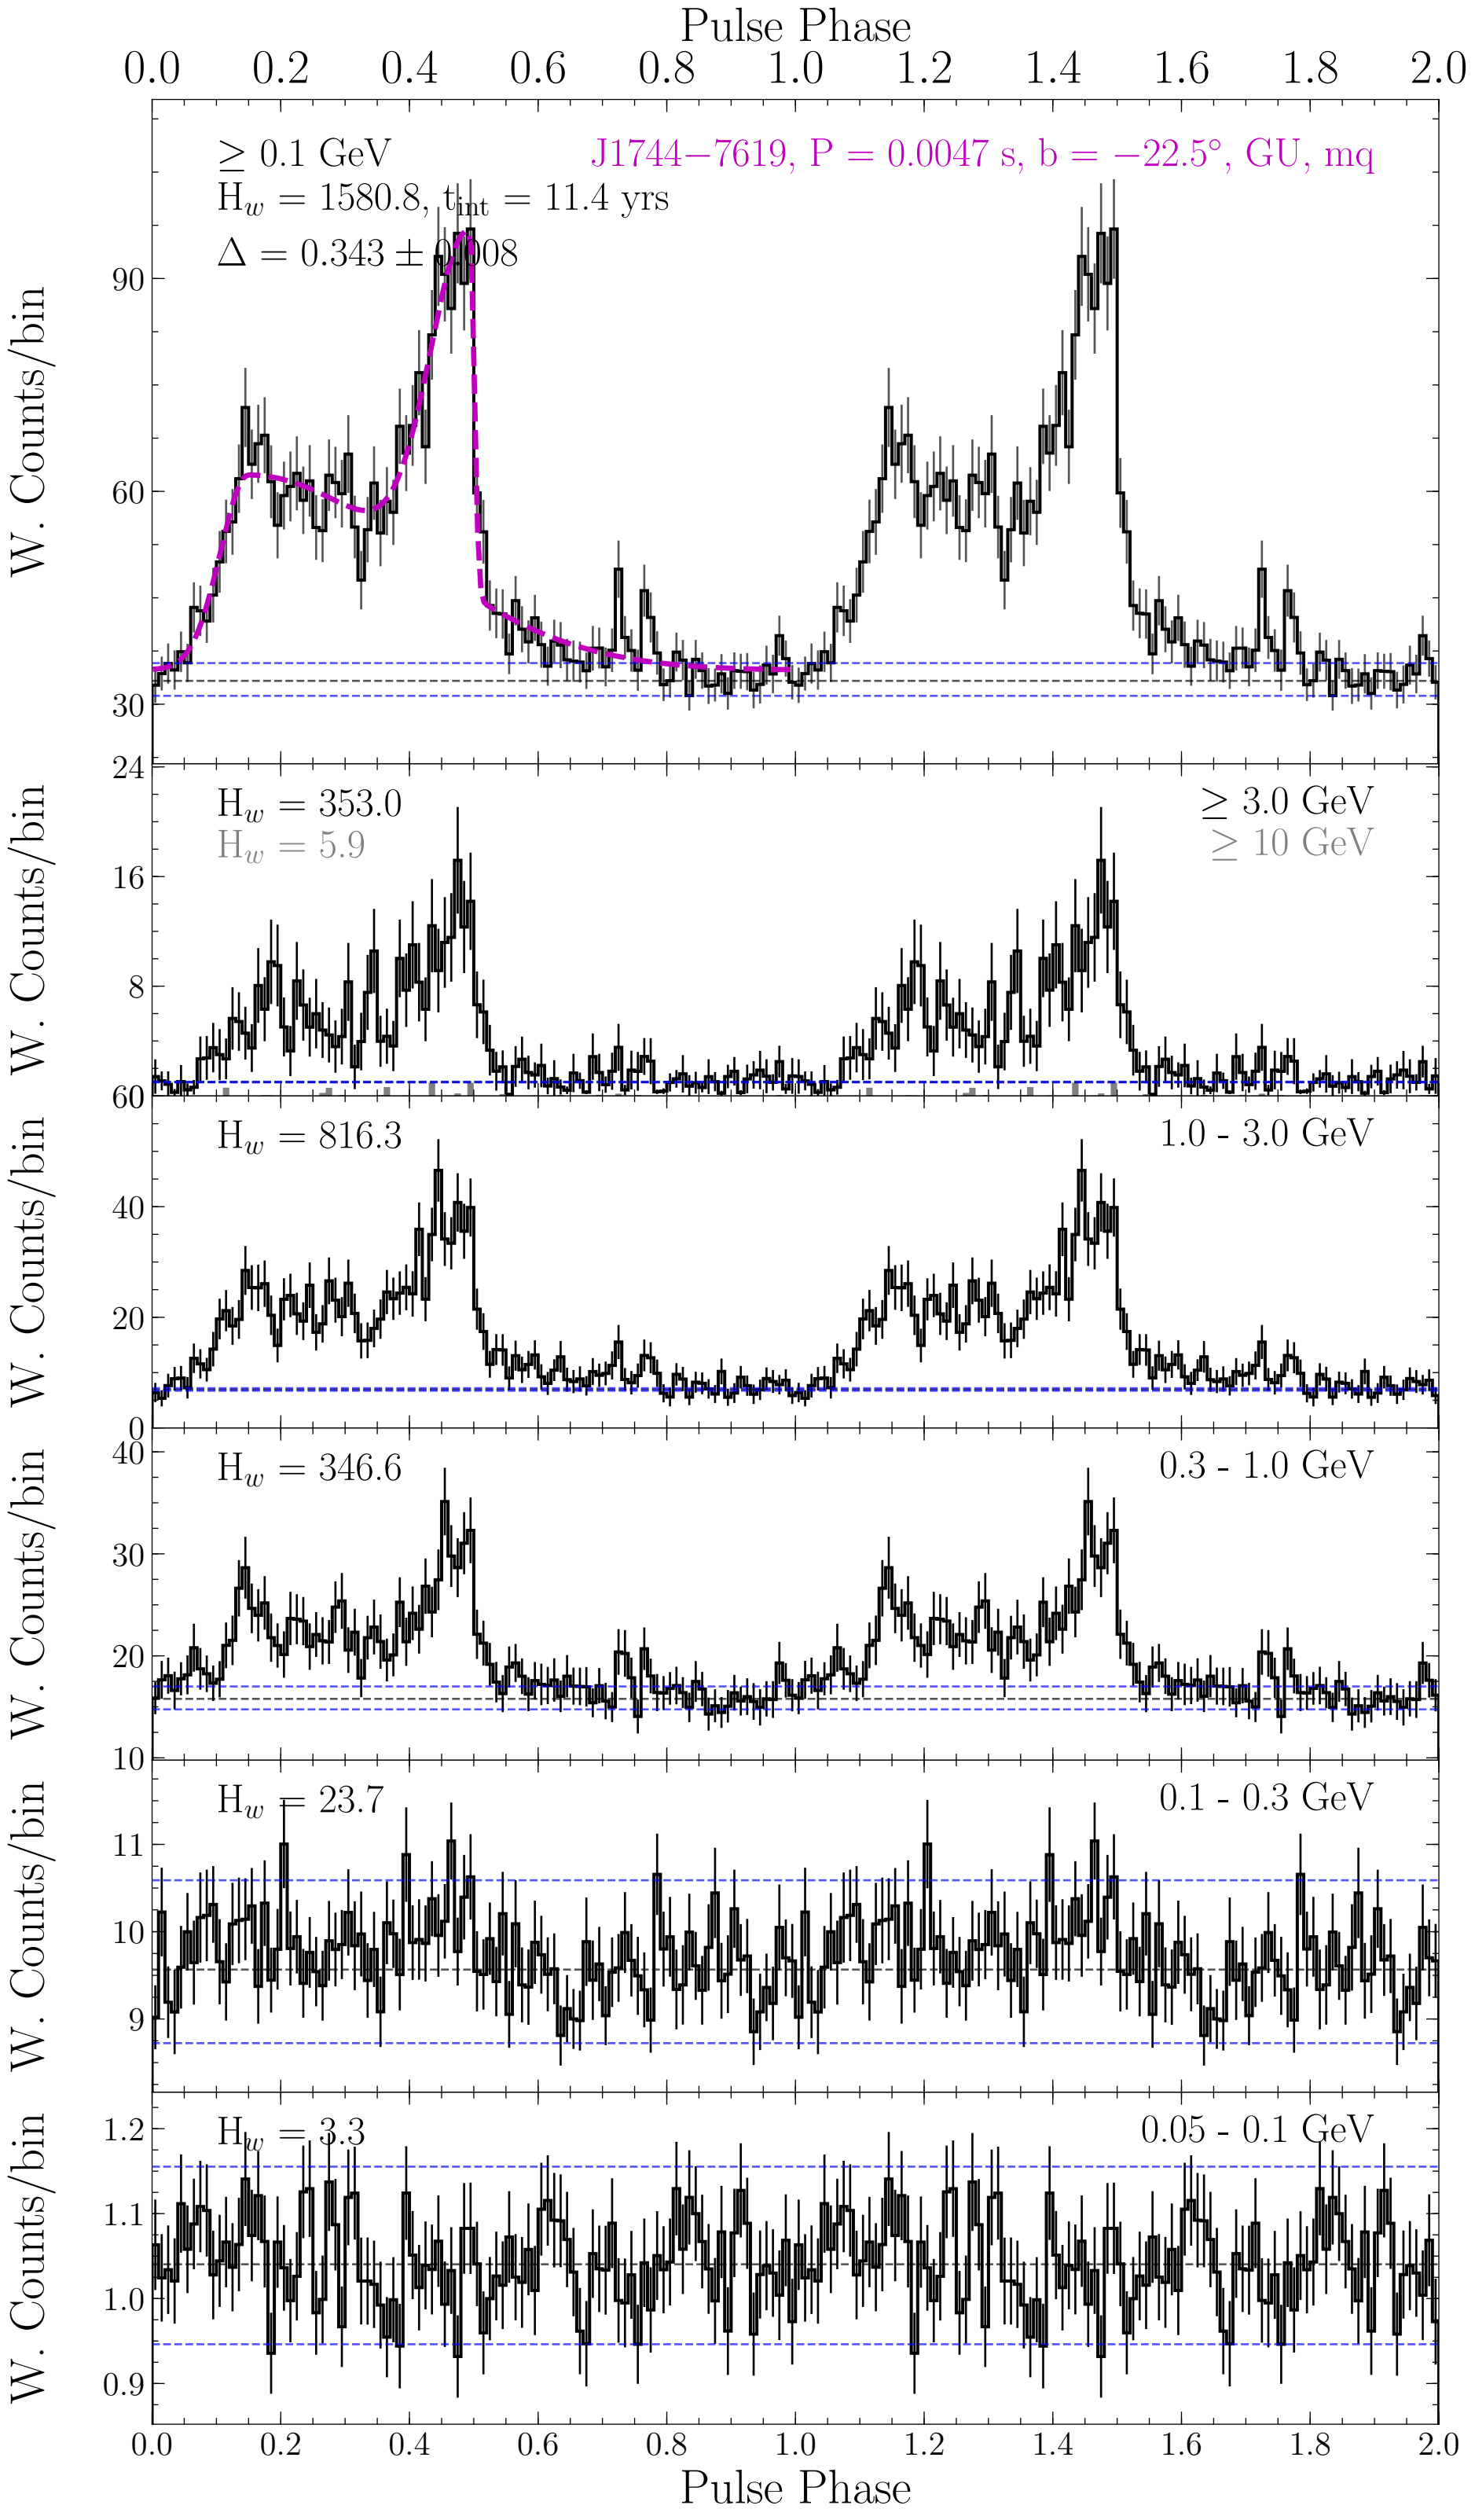 Pulse Phase
0.0 0.2 0.4 0.6 0.8 1.0 1.2 1.4 1.6 1.8 2.0
≥ 0.1 GeV
J1744−7619, P = 0.0047 s, b = −22.5°, GU, mq
H_w = 1580.8, t_int = 11.4 yrs
Δ = 0.343 ± 0.008
W. Counts/bin
90
60
30
24
H_w = 353.0
≥ 3.0 GeV
H_w = 5.9
≥ 10 GeV
W. Counts/bin
16
8
60
H_w = 816.3
1.0 - 3.0 GeV
W. Counts/bin
40
20
0
40
H_w = 346.6
0.3 - 1.0 GeV
W. Counts/bin
30
20
10
H_w = 23.7
0.1 - 0.3 GeV
W. Counts/bin
11
10
9
1.2
H_w = 3.3
0.05 - 0.1 GeV
W. Counts/bin
1.1
1.0
0.9
0.0 0.2 0.4 0.6 0.8 1.0 1.2 1.4 1.6 1.8 2.0
Pulse Phase